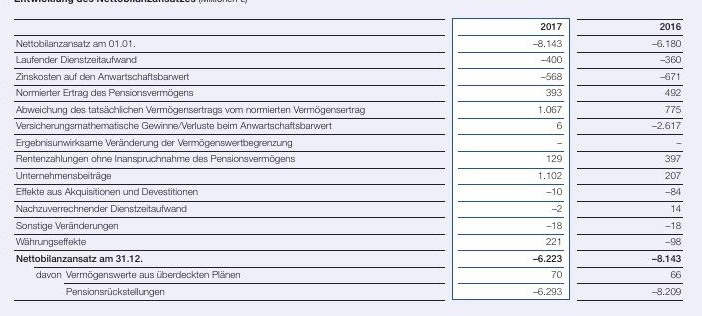 Entwicklung des Nettobilanzansatzes (Millionen €)
2017 2016
Nettobilanzansatz am 01.01. –8.143 –6.180
Laufender Dienstzeitaufwand –400 –360
Zinskosten auf den Anwartschaftsbarwert –568 –671
Normierter Ertrag des Pensionsvermögens 393 492
Abweichung des tatsächlichen Vermögensertrags vom normierten Vermögensertrag 1.067 775
Versicherungsmathematische Gewinne/Verluste beim Anwartschaftsbarwert 6 –2.617
Ergebnisunwirksame Veränderung der Vermögenswertbegrenzung – –
Rentenzahlungen ohne Inanspruchnahme des Pensionsvermögens 129 397
Unternehmensbeiträge 1.102 207
Effekte aus Akquisitionen und Devestitionen –10 –84
Nachzuverrechnender Dienstzeitaufwand –2 14
Sonstige Veränderungen –18 –18
Währungseffekte 221 –98
Nettobilanzansatz am 31.12. –6.223 –8.143
davon Vermögenswerte aus überdeckten Plänen 70 66
Pensionsrückstellungen –6.293 –8.209